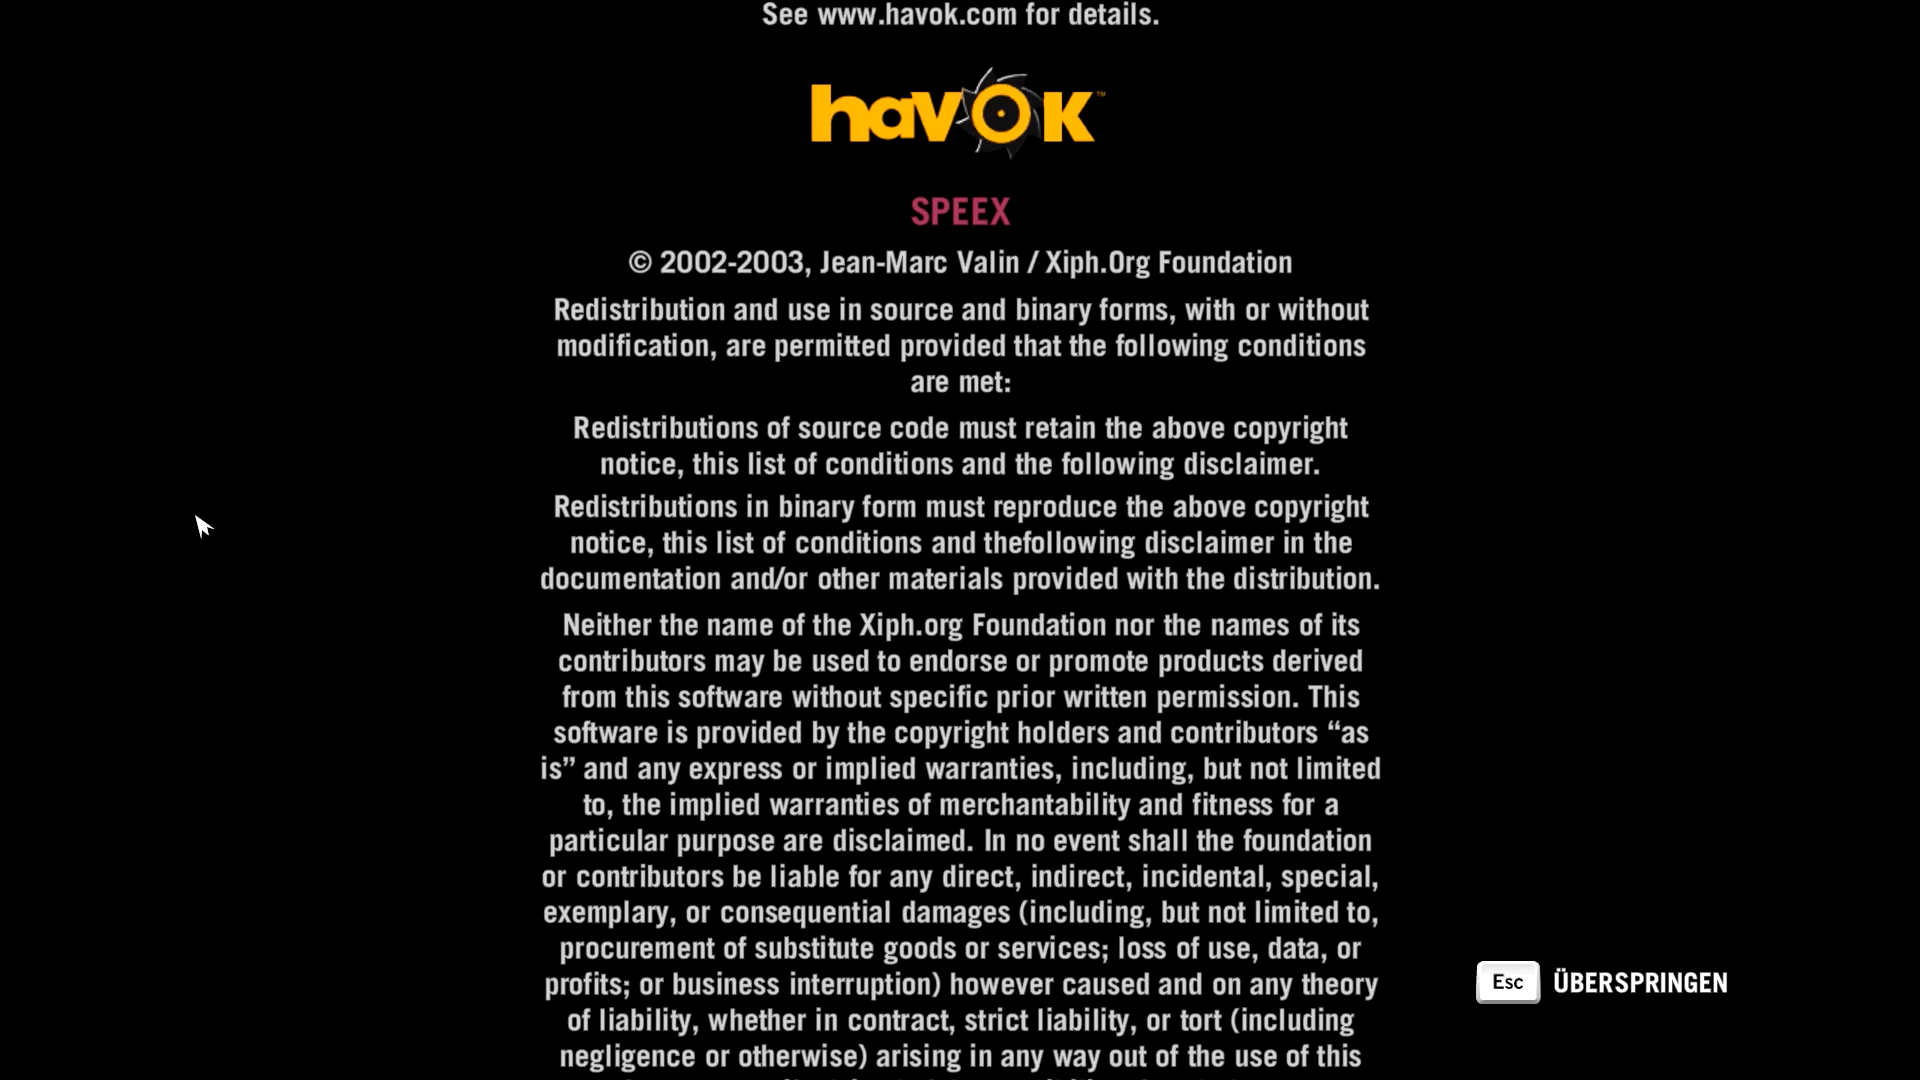 See www.havok.com for details.
havok™
SPEEX
© 2002-2003, Jean-Marc Valin / Xiph.Org Foundation
Redistribution and use in source and binary forms, with or without
modification, are permitted provided that the following conditions
are met:
Redistributions of source code must retain the above copyright
notice, this list of conditions and the following disclaimer.
Redistributions in binary form must reproduce the above copyright
notice, this list of conditions and thefollowing disclaimer in the
documentation and/or other materials provided with the distribution.
Neither the name of the Xiph.org Foundation nor the names of its
contributors may be used to endorse or promote products derived
from this software without specific prior written permission. This
software is provided by the copyright holders and contributors “as
is” and any express or implied warranties, including, but not limited
to, the implied warranties of merchantability and fitness for a
particular purpose are disclaimed. In no event shall the foundation
or contributors be liable for any direct, indirect, incidental, special,
exemplary, or consequential damages (including, but not limited to,
procurement of substitute goods or services; loss of use, data, or
profits; or business interruption) however caused and on any theory
of liability, whether in contract, strict liability, or tort (including
negligence or otherwise) arising in any way out of the use of this
Esc ÜBERSPRINGEN